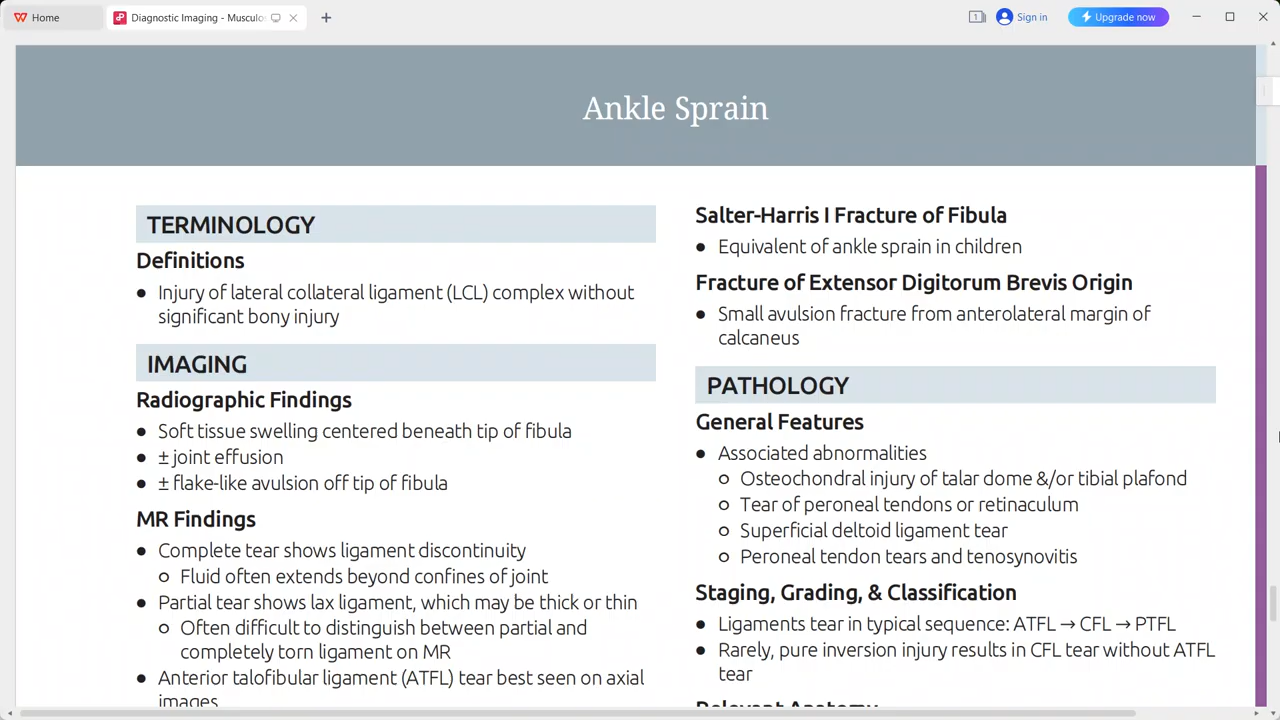 Home
Diagnostic Imaging - Musculos
1
Sign in
Upgrade now
Ankle Sprain
TERMINOLOGY
Definitions
● Injury of lateral collateral ligament (LCL) complex without
significant bony injury
IMAGING
Radiographic Findings
● Soft tissue swelling centered beneath tip of fibula
● ± joint effusion
● ± flake-like avulsion off tip of fibula
MR Findings
● Complete tear shows ligament discontinuity
○ Fluid often extends beyond confines of joint
● Partial tear shows lax ligament, which may be thick or thin
○ Often difficult to distinguish between partial and
completely torn ligament on MR
● Anterior talofibular ligament (ATFL) tear best seen on axial
images
Salter-Harris I Fracture of Fibula
● Equivalent of ankle sprain in children
Fracture of Extensor Digitorum Brevis Origin
● Small avulsion fracture from anterolateral margin of
calcaneus
PATHOLOGY
General Features
● Associated abnormalities
○ Osteochondral injury of talar dome &/or tibial plafond
○ Tear of peroneal tendons or retinaculum
○ Superficial deltoid ligament tear
○ Peroneal tendon tears and tenosynovitis
Staging, Grading, & Classification
● Ligaments tear in typical sequence: ATFL → CFL → PTFL
● Rarely, pure inversion injury results in CFL tear without ATFL
tear
Relevant Anatomy